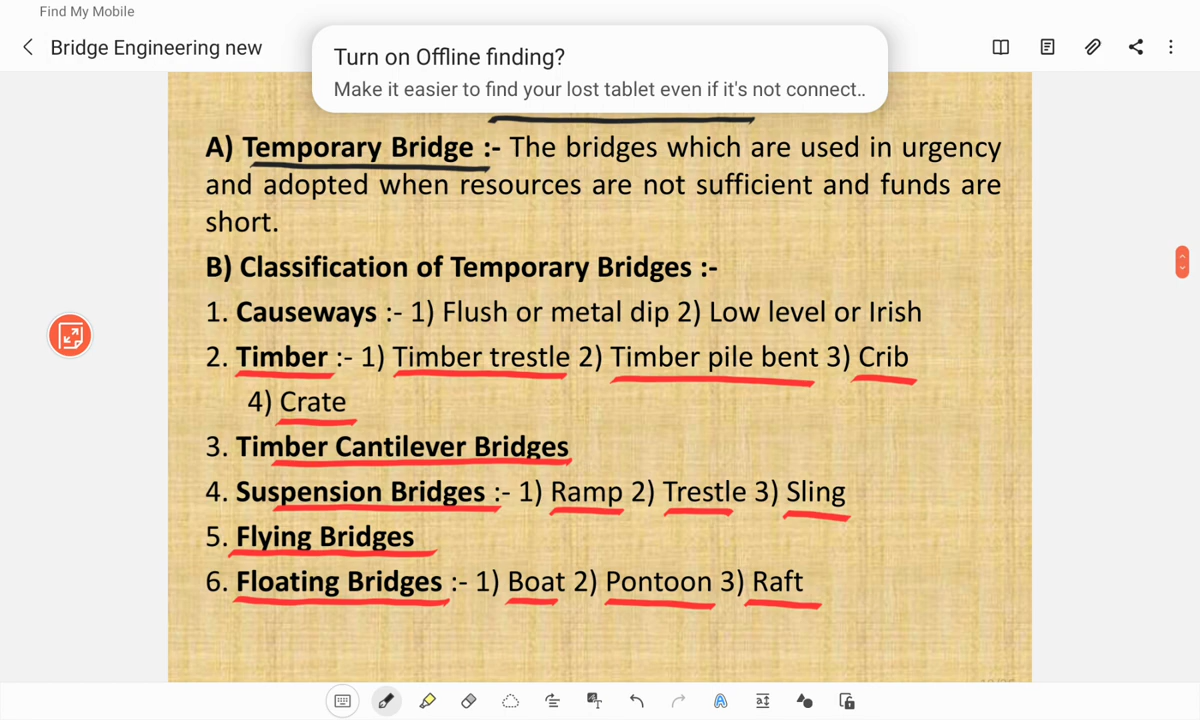 Find My Mobile
Bridge Engineering new
Turn on Offline finding?
Make it easier to find your lost tablet even if it's not connect..
A) Temporary Bridge :- The bridges which are used in urgency
and adopted when resources are not sufficient and funds are
short.
B) Classification of Temporary Bridges :-
1. Causeways :- 1) Flush or metal dip 2) Low level or Irish
2. Timber :- 1) Timber trestle 2) Timber pile bent 3) Crib
4) Crate
3. Timber Cantilever Bridges
4. Suspension Bridges :- 1) Ramp 2) Trestle 3) Sling
5. Flying Bridges
6. Floating Bridges :- 1) Boat 2) Pontoon 3) Raft